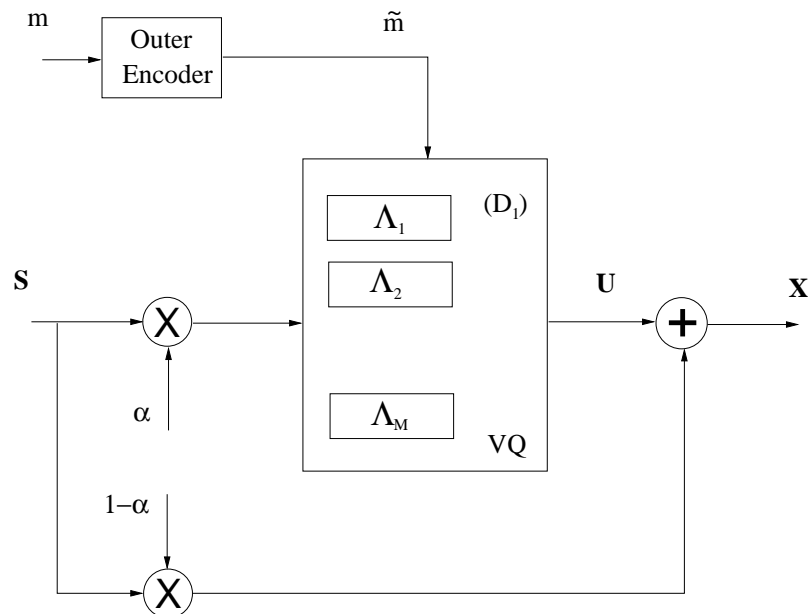 m
Outer
Encoder
m̃
Λ₁
(D₁)
Λ₂
S
U
X
X
+
α
Λ_M
VQ
1−α
X